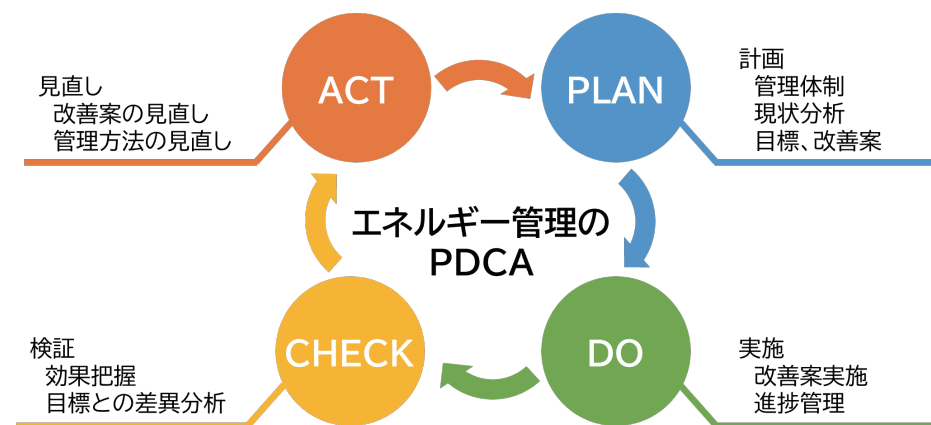 ACT
見直し
改善案の見直し
管理方法の見直し
PLAN
計画
管理体制
現状分析
目標、改善案
エネルギー管理の
PDCA
CHECK
検証
効果把握
目標との差異分析
DO
実施
改善案実施
進捗管理